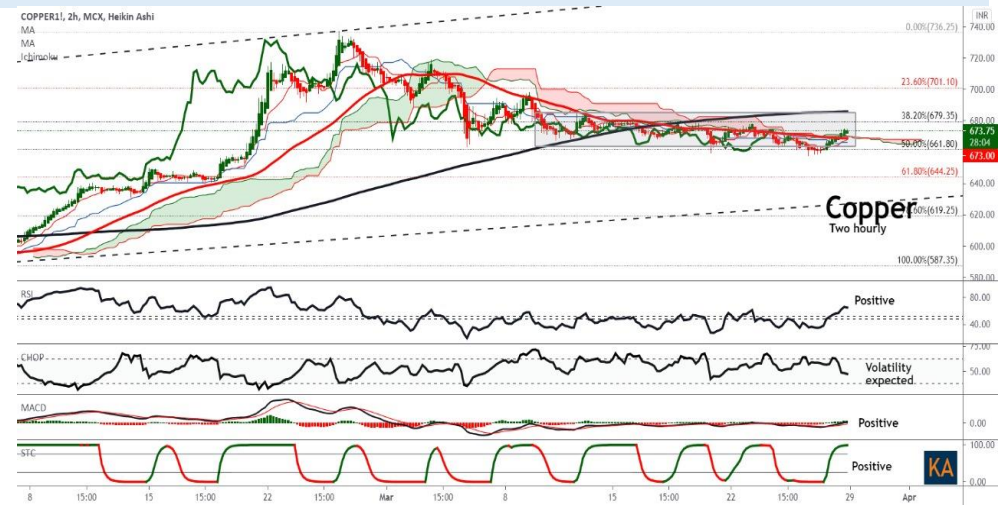 COPPER1!, 2h, MCX, Heikin Ashi
INR
MA
MA
Ichimoku
740.00
720.00
700.00
680.00
640.00
620.00
600.00
580.00
0.00%(736.25)
23.60%(701.10)
38.20%(679.35)
50.00%(661.80)
61.80%(644.25)
.60%(619.25)
100.00%(587.35)
673.75
28:04
673.00
Copper
Two hourly
RSI
Positive
80.00
40.00
CHOP
Volatility
expected
75.00
50.00
MACD
Positive
0.00
STC
Positive
KA
100.00
0.00
8 15:00 15 15:00 22 15:00 Mar 15:00 8 15 15:00 22 15:00 29 Apr